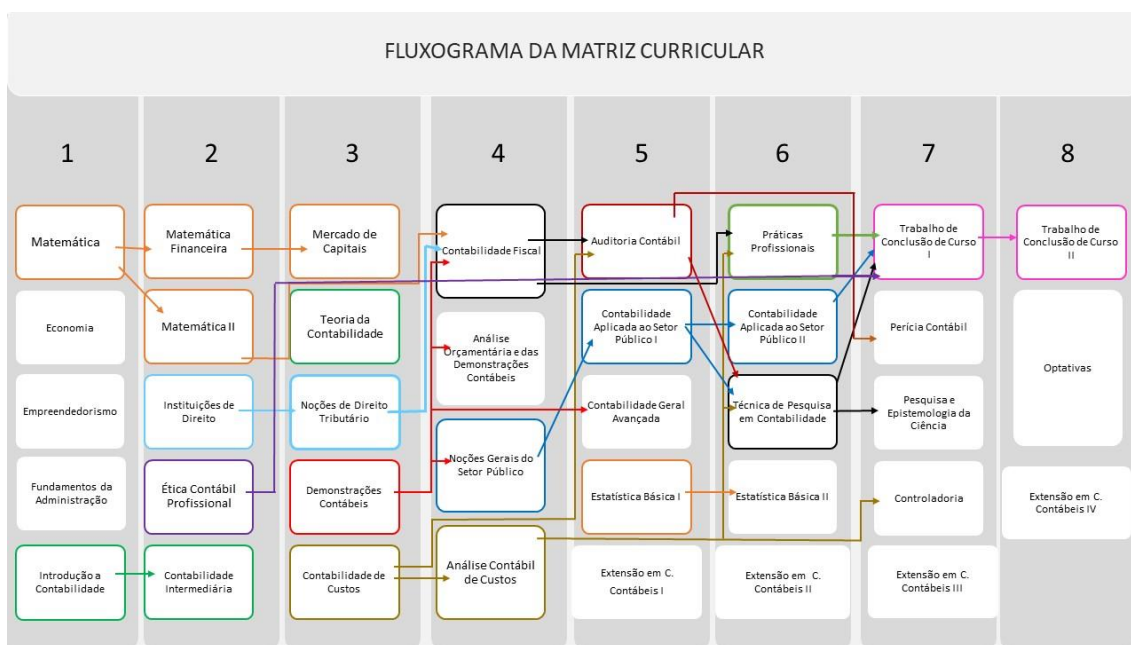 FLUXOGRAMA DA MATRIZ CURRICULAR
1
2
3
4
5
6
7
8
Matemática
Economia
Empreendedorismo
Fundamentos da
Administração
Introdução a
Contabilidade
Matemática
Financeira
Matemática II
Instituições de
Direito
Ética Contábil
Profissional
Contabilidade
Intermediária
Mercado de
Capitais
Teoria da
Contabilidade
Noções de Direito
Tributário
Demonstrações
Contábeis
Contabilidade de
Custos
Contabilidade Fiscal
Análise
Orçamentária e das
Demonstrações
Contábeis
Noções Gerais do
Setor Público
Análise Contábil
de Custos
Auditoria Contábil
Contabilidade
Aplicada ao Setor
Público I
Contabilidade Geral
Avançada
Estatística Básica I
Extensão em C.
Contábeis I
Práticas
Profissionais
Contabilidade
Aplicada ao Setor
Público II
Técnica de Pesquisa
em Contabilidade
Estatística Básica II
Extensão em C.
Contábeis II
Trabalho de
Conclusão de Curso
I
Perícia Contábil
Pesquisa e
Epistemologia da
Ciência
Controladoria
Extensão em C.
Contábeis III
Trabalho de
Conclusão de Curso
II
Optativas
Extensão em C.
Contábeis IV